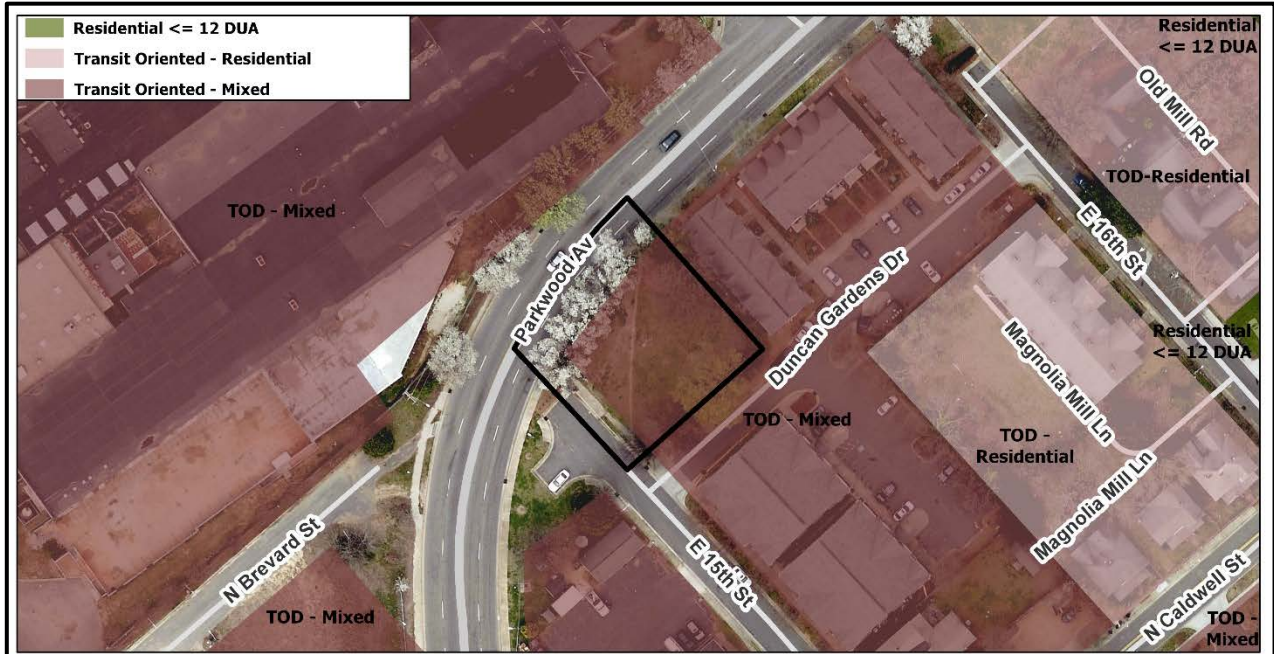 Residential <= 12 DUA
Transit Oriented - Residential
Transit Oriented - Mixed
Residential
<= 12 DUA
Old Mill Rd
TOD - Mixed
TOD-Residential
Parkwood Av
E 16th St
Duncan Gardens Dr
Magnolia Mill Ln
Residential
<= 12 DUA
TOD - Mixed
TOD -
Residential
Magnolia Mill Ln
N Brevard St
E 15th St
N Caldwell St
TOD - Mixed
TOD -
Mixed